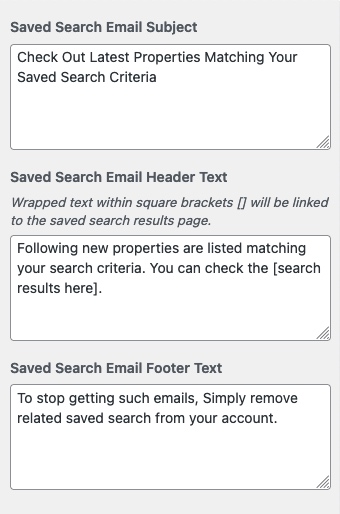 Saved Search Email Subject
Check Out Latest Properties Matching Your
Saved Search Criteria
Saved Search Email Header Text
Wrapped text within square brackets [] will be linked
to the saved search results page.
Following new properties are listed matching
your search criteria. You can check the [search
results here].
Saved Search Email Footer Text
To stop getting such emails, Simply remove
related saved search from your account.